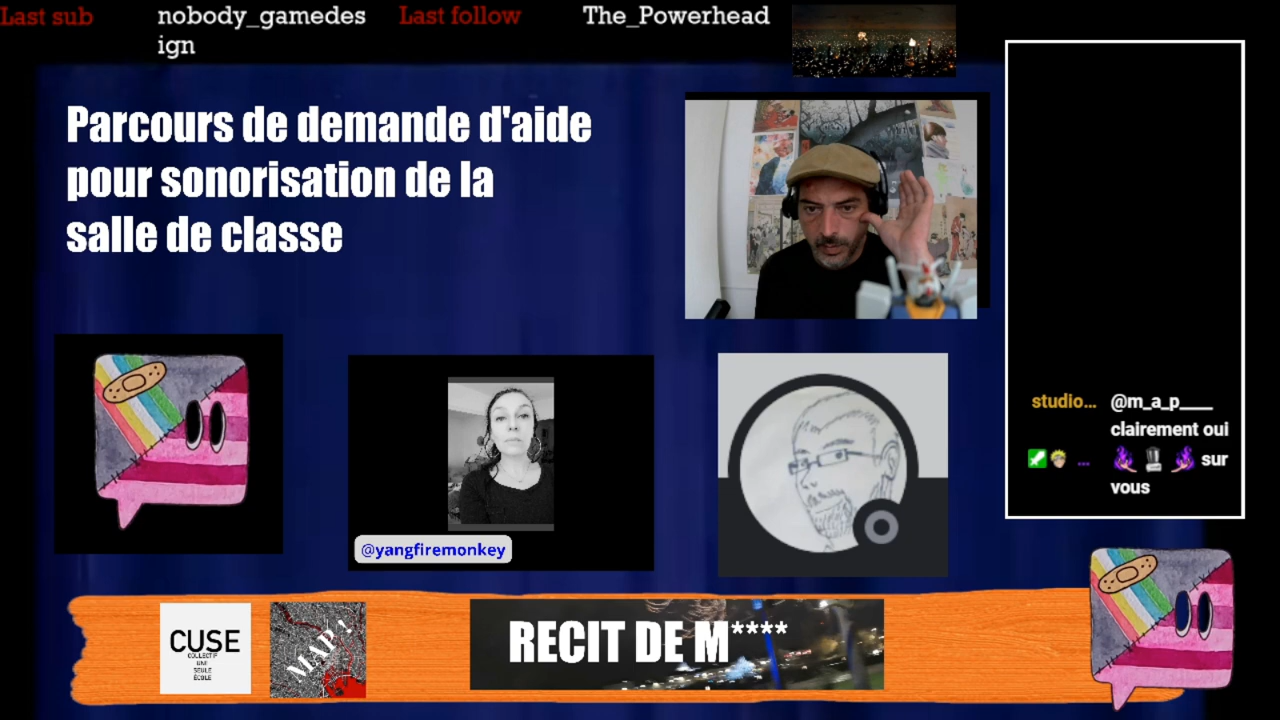 Last sub
nobody_gamedes
ign
Last follow
The_Powerhead
Parcours de demande d'aide
pour sonorisation de la
salle de classe
studio...
@m_a_p____
clairement oui
... sur
vous
@yangfiremonkey
CUSE
COLLECTIF
UNE
SEULE
ÉCOLE
MAP !
RECIT DE M****